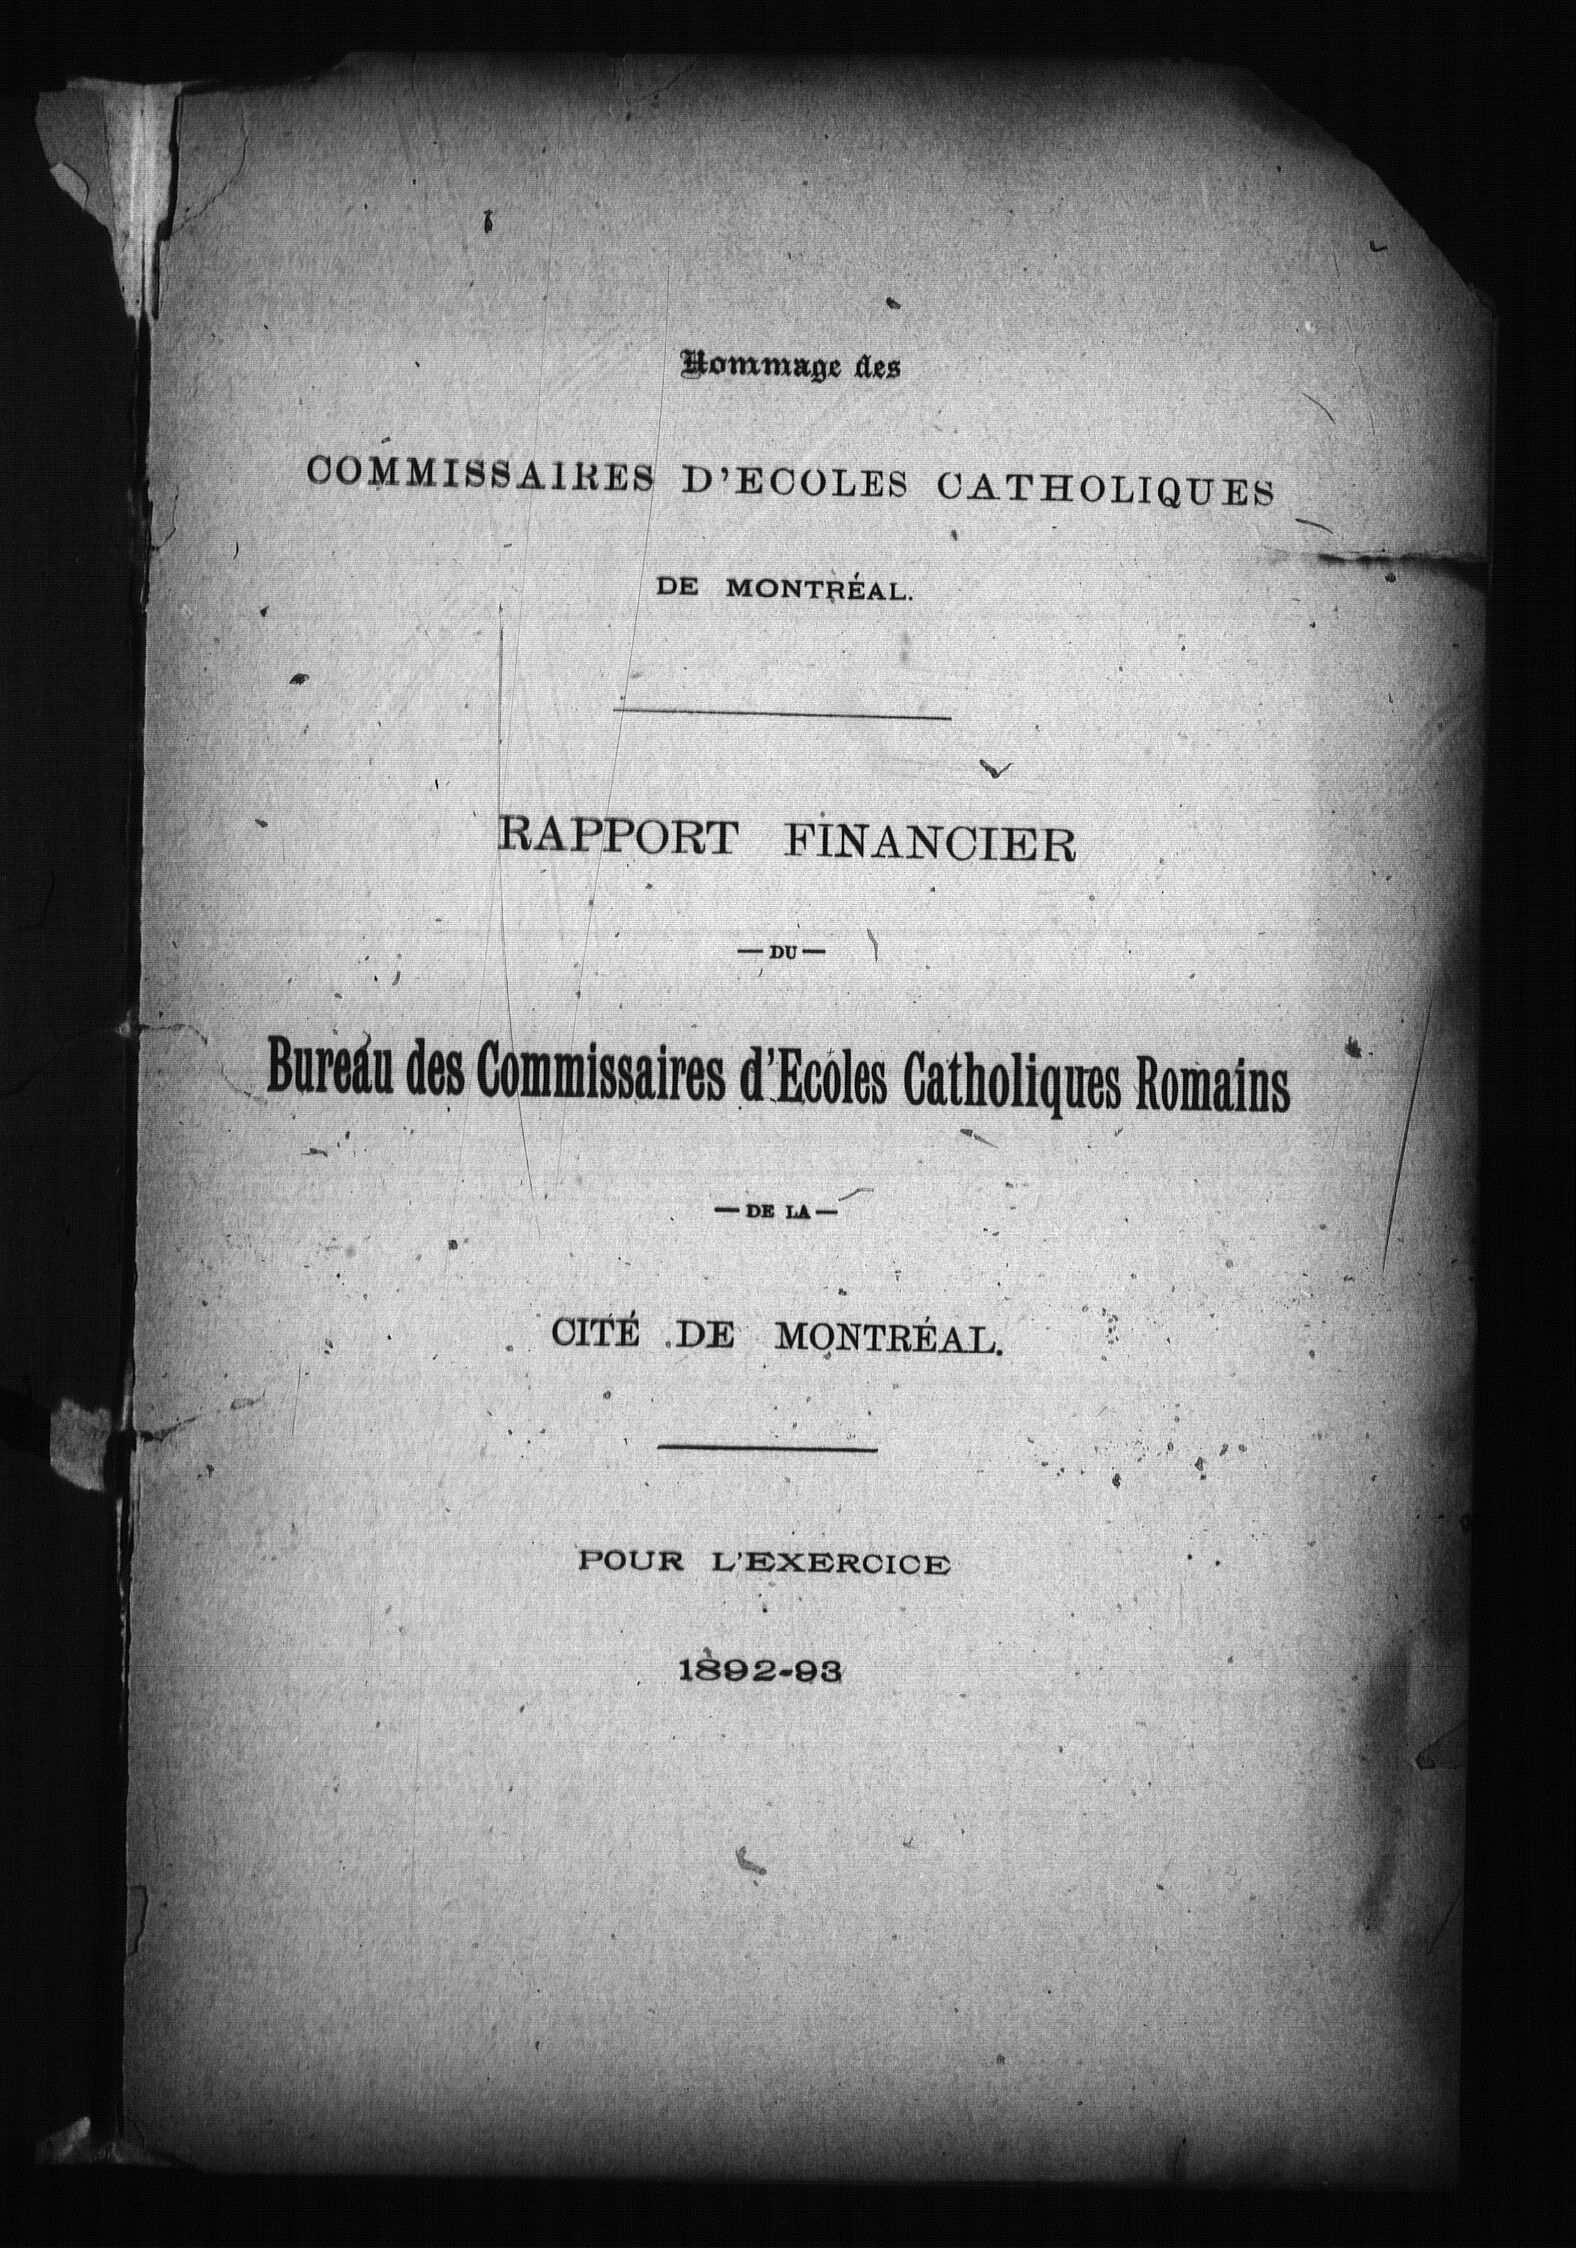 Hommage des
COMMISSAIRES D'ECOLES CATHOLIQUES
DE MONTRÉAL.
RAPPORT FINANCIER
— DU —
Bureau des Commissaires d'Ecoles Catholiques Romains
— DE LA —
CITÉ DE MONTRÉAL.
POUR L'EXERCICE
1892-93